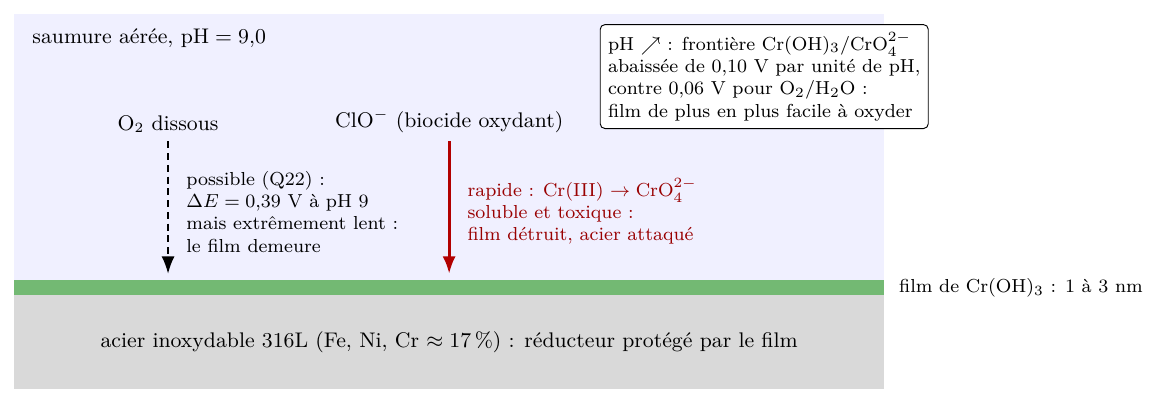 saumure aérée, pH = 9,0
pH ↗ : frontière Cr(OH)₃/CrO₄²⁻
abaissée de 0,10 V par unité de pH,
contre 0,06 V pour O₂/H₂O :
film de plus en plus facile à oxyder
O₂ dissous
ClO⁻ (biocide oxydant)
possible (Q22) :
ΔE = 0,39 V à pH 9
mais extrêmement lent :
le film demeure
rapide : Cr(III) → CrO₄²⁻
soluble et toxique :
film détruit, acier attaqué
film de Cr(OH)₃ : 1 à 3 nm
acier inoxydable 316L (Fe, Ni, Cr ≈ 17 %) : réducteur protégé par le film